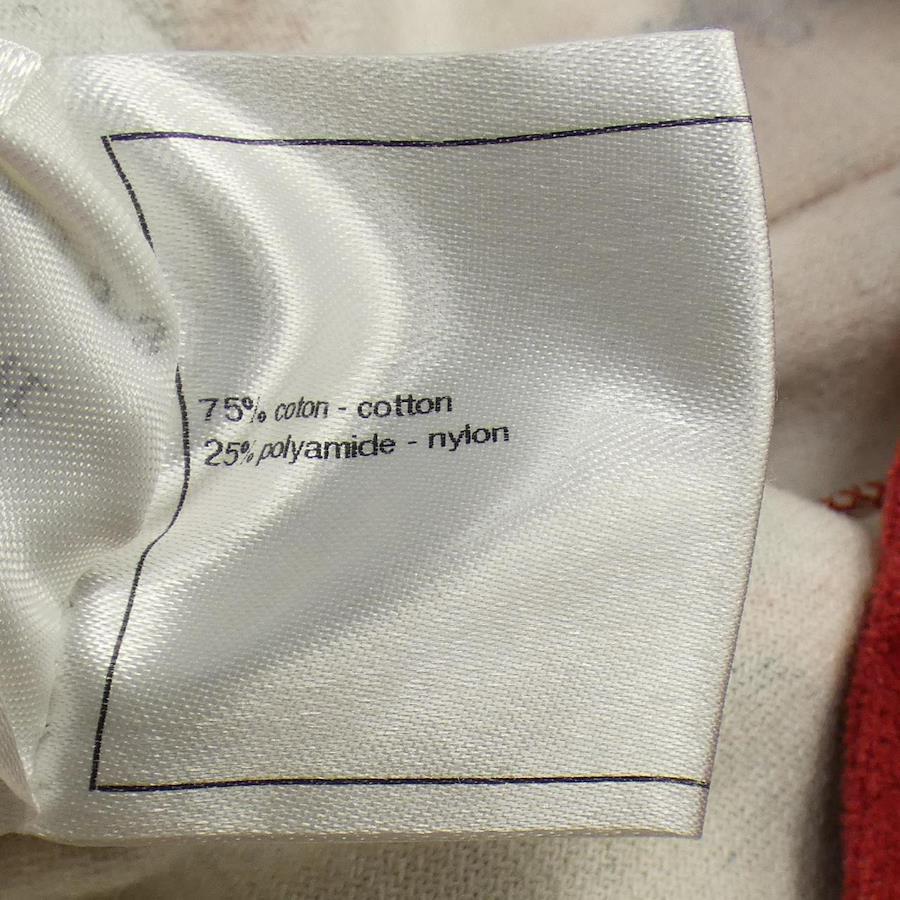 75% coton - cotton
25% polyamide - nylon